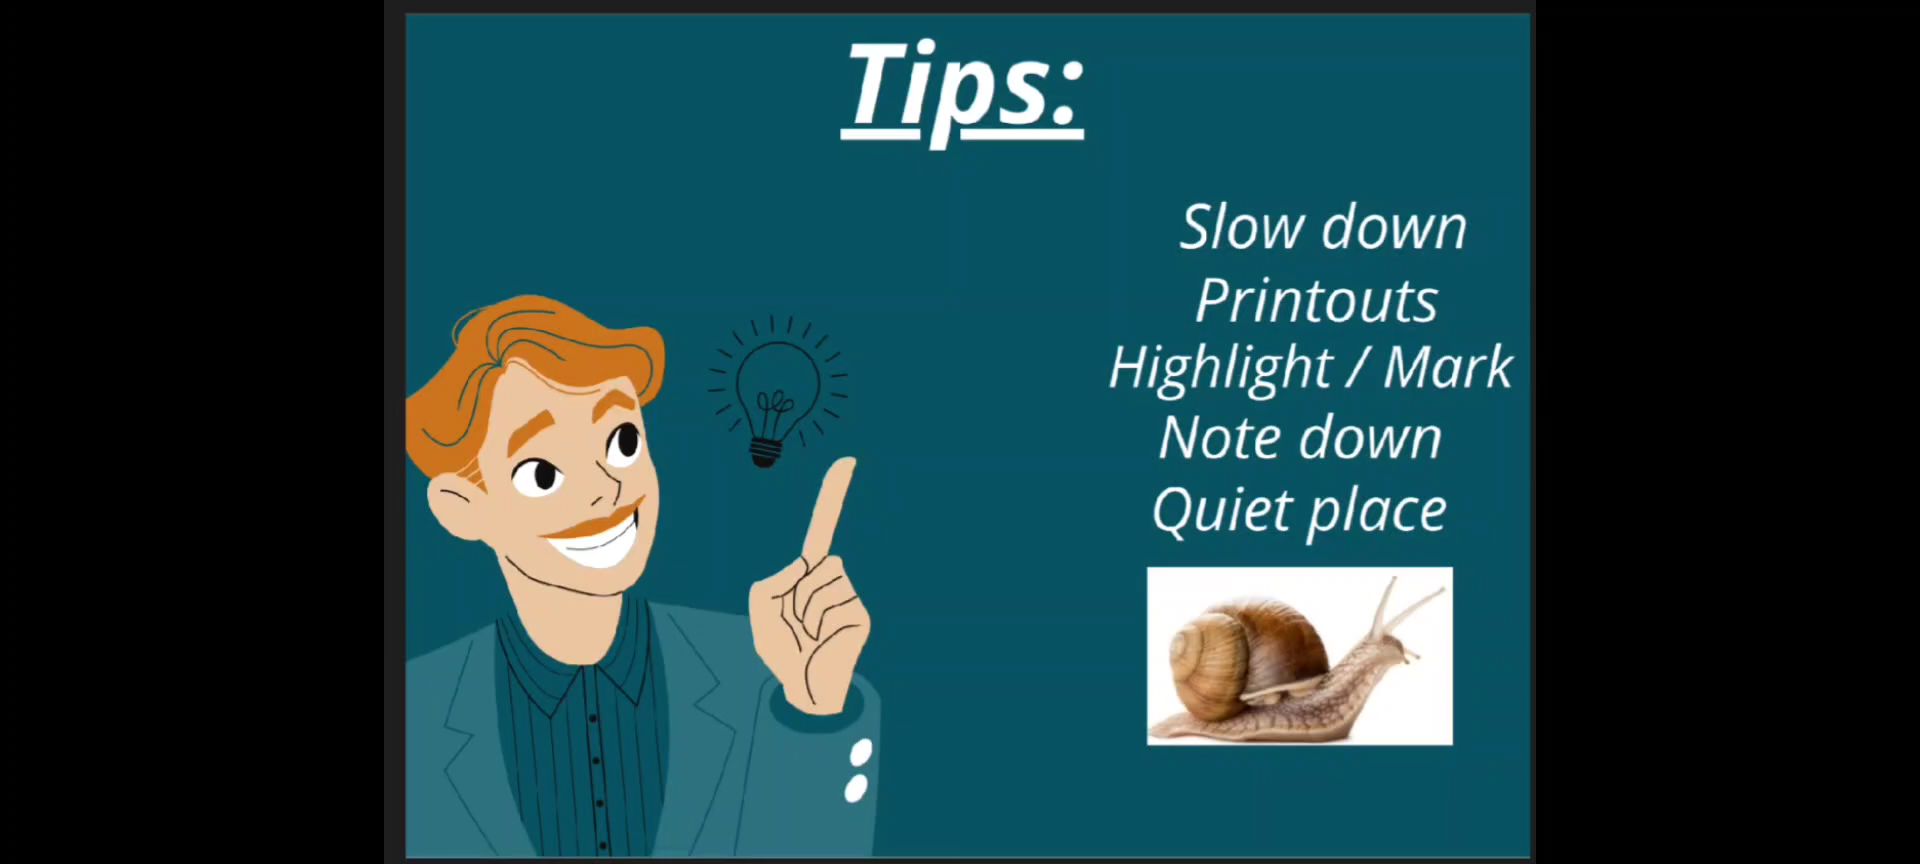 Tips:
Slow down
Printouts
Highlight / Mark
Note down
Quiet place